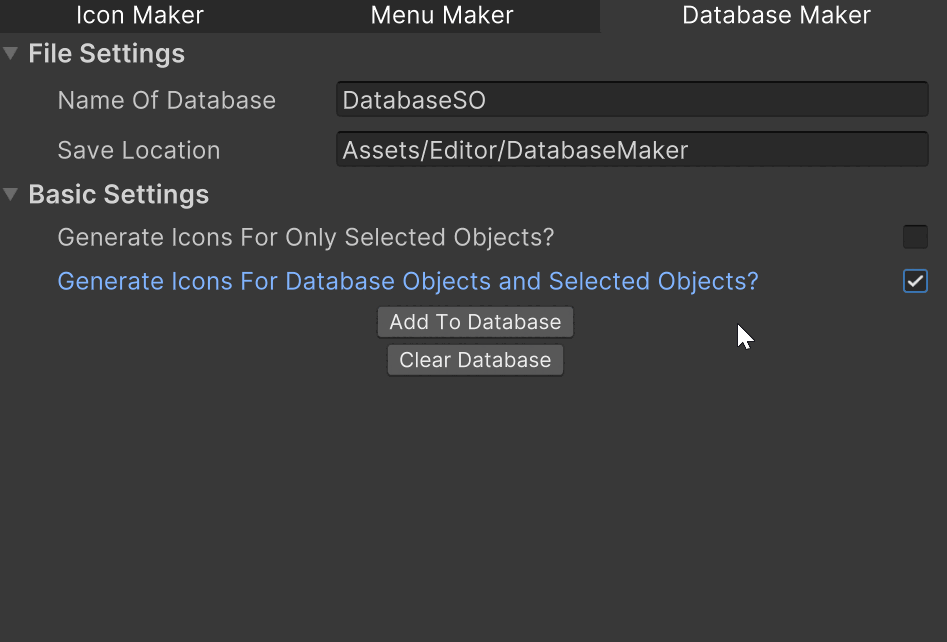 Icon Maker Menu Maker Database Maker
File Settings
Name Of Database DatabaseSO
Save Location Assets/Editor/DatabaseMaker
Basic Settings
Generate Icons For Only Selected Objects?
Generate Icons For Database Objects and Selected Objects?
Add To Database
Clear Database